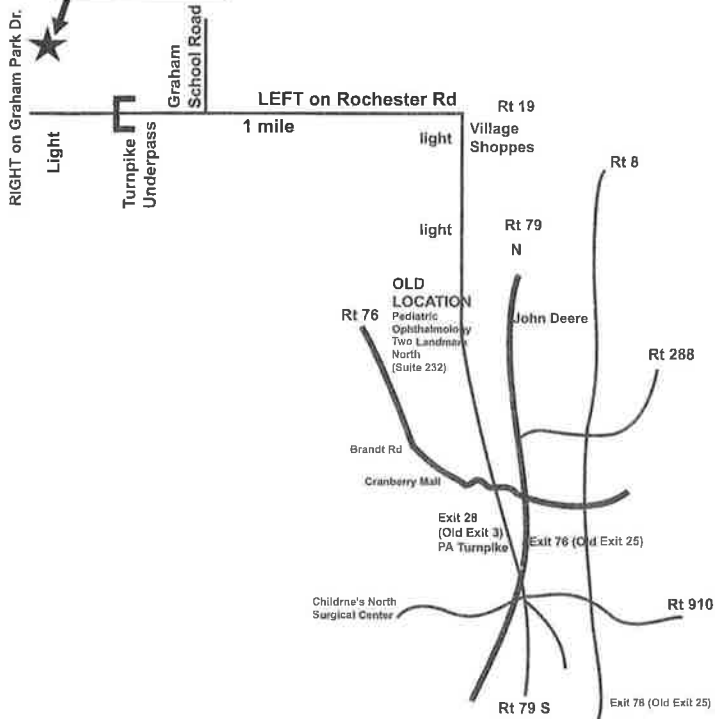 RIGHT on Graham Park Dr.
Light
Turnpike
Underpass
Graham
School Road
LEFT on Rochester Rd
1 mile
Rt 19
light
Village
Shoppes
Rt 8
light
Rt 79
N
OLD
LOCATION
Pediatric
Ophthalmology
Two Landmark
North
(Suite 232)
Rt 76
John Deere
Rt 288
Brandt Rd
Cranberry Mall
Exit 28
(Old Exit 3)
PA Turnpike
Exit 76 (Old Exit 25)
Childrne's North
Surgical Center
Rt 910
Rt 79 S
Exit 76 (Old Exit 25)